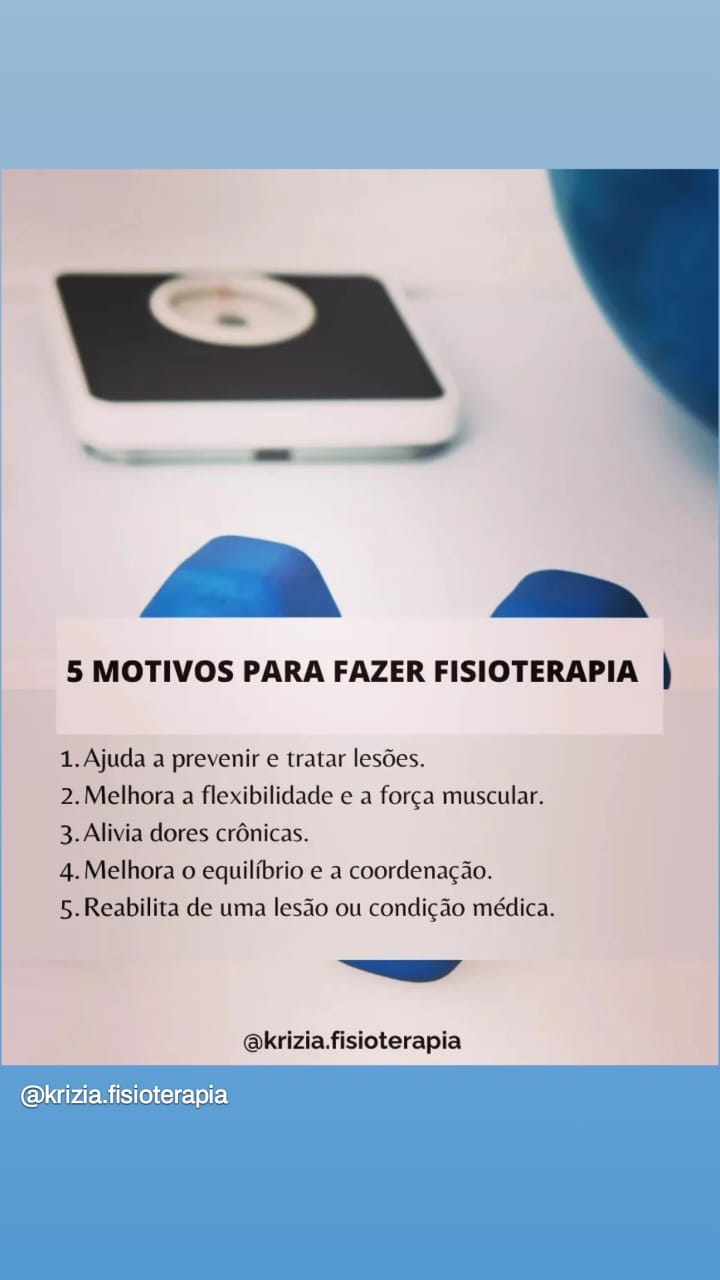 5 MOTIVOS PARA FAZER FISIOTERAPIA
1. Ajuda a prevenir e tratar lesões.
2. Melhora a flexibilidade e a força muscular.
3. Alivia dores crônicas.
4. Melhora o equilíbrio e a coordenação.
5. Reabilita de uma lesão ou condição médica.
@krizia.fisioterapia
@krizia.fisioterapia